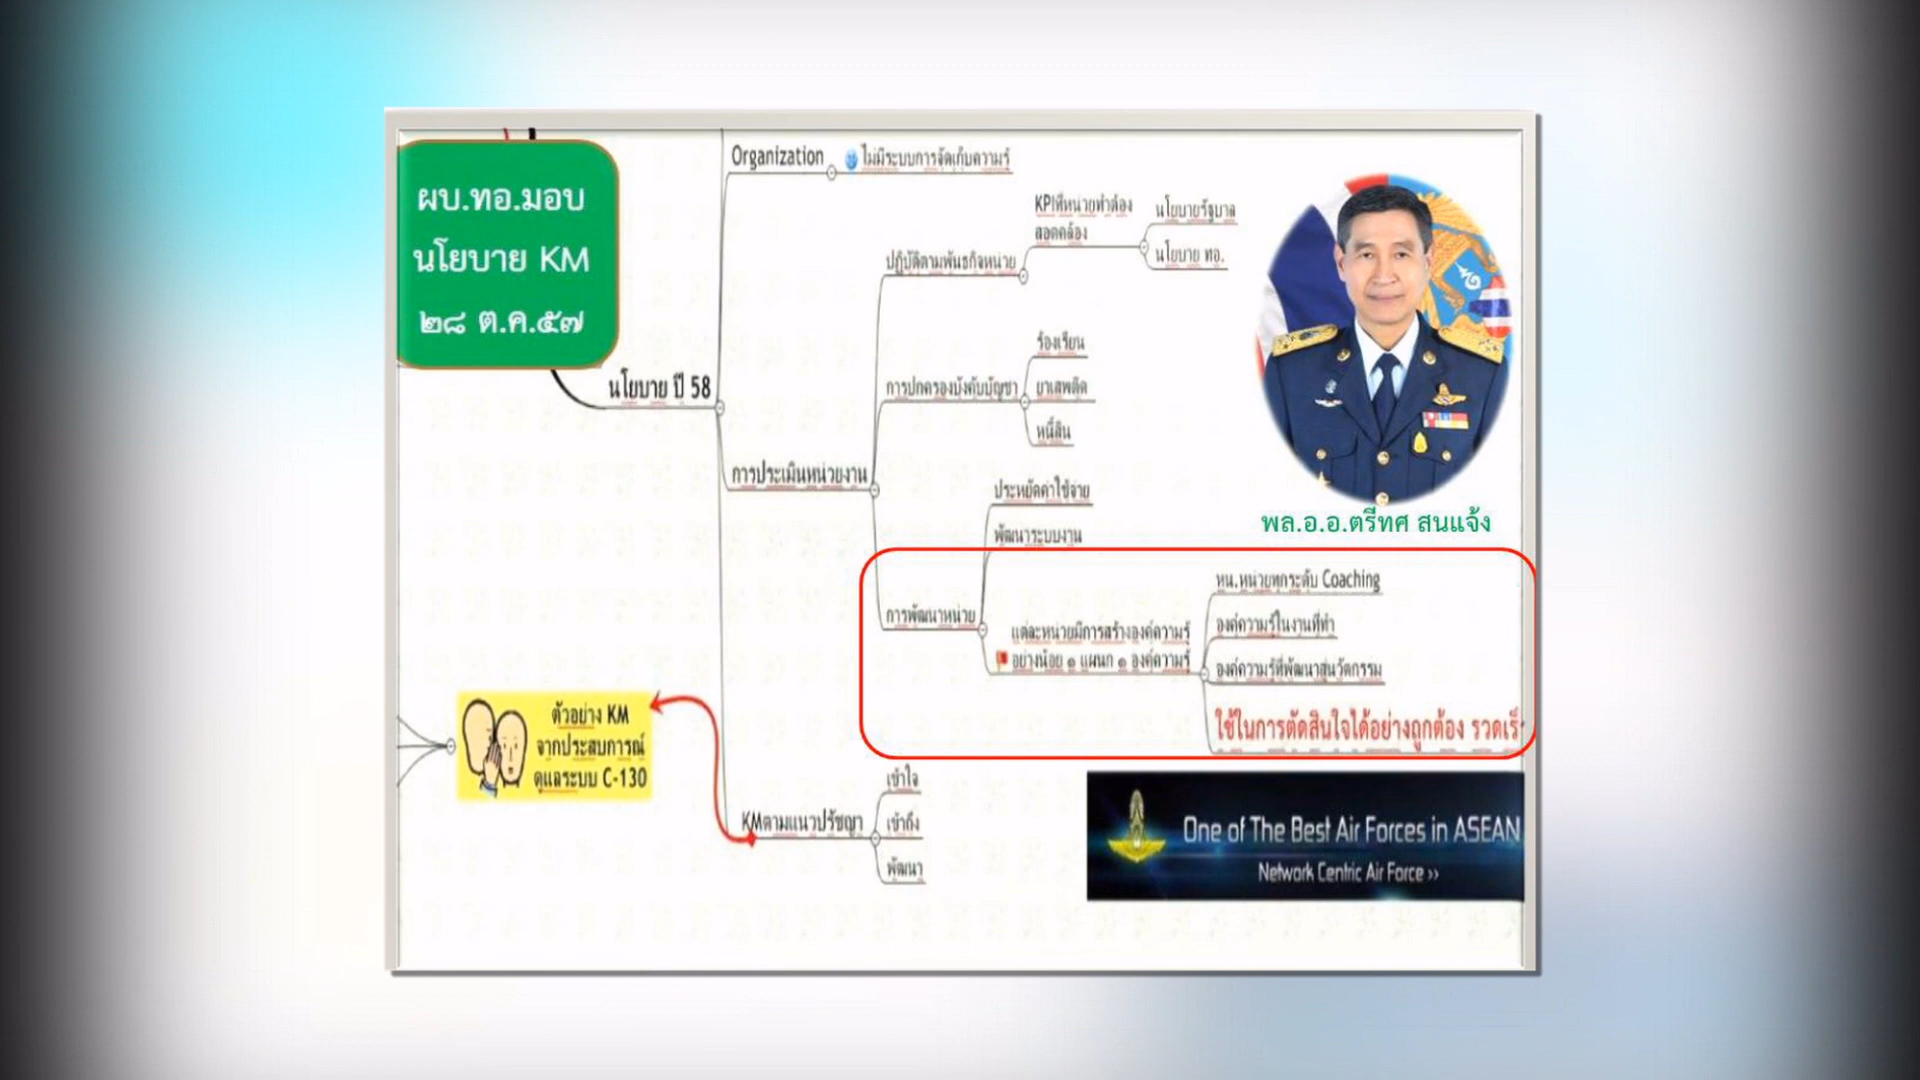 ผบ.ทอ.มอบ
นโยบาย KM
๒๘ ต.ค.๕๗
นโยบาย ปี 58
Organization
ไม่มีระบบการจัดเก็บความรู้
การประเมินหน่วยงาน
ปฏิบัติตามพันธกิจหน่วย
KPIที่หน่วยทำต้อง
สอดคล้อง
นโยบายรัฐบาล
นโยบาย ทอ.
การปกครองบังคับบัญชา
ร้องเรียน
ยาเสพติด
หนี้สิน
การพัฒนาหน่วย
ประหยัดค่าใช้จ่าย
พัฒนาระบบงาน
แต่ละหน่วยมีการสร้างองค์ความรู้
อย่างน้อย ๑ แผนก ๑ องค์ความรู้
หน.หน่วยทุกระดับ Coaching
องค์ความรู้ในงานที่ทำ
องค์ความรู้ที่พัฒนาสู่นวัตกรรม
ใช้ในการตัดสินใจได้อย่างถูกต้อง รวดเร็
KMตามแนวปรัชญา
เข้าใจ
เข้าถึง
พัฒนา
ตัวอย่าง KM
จากประสบการณ์
ดูแลระบบ C-130
พล.อ.อ.ตรีทศ สนแจ้ง
One of The Best Air Forces in ASEAN
Network Centric Air Force >>